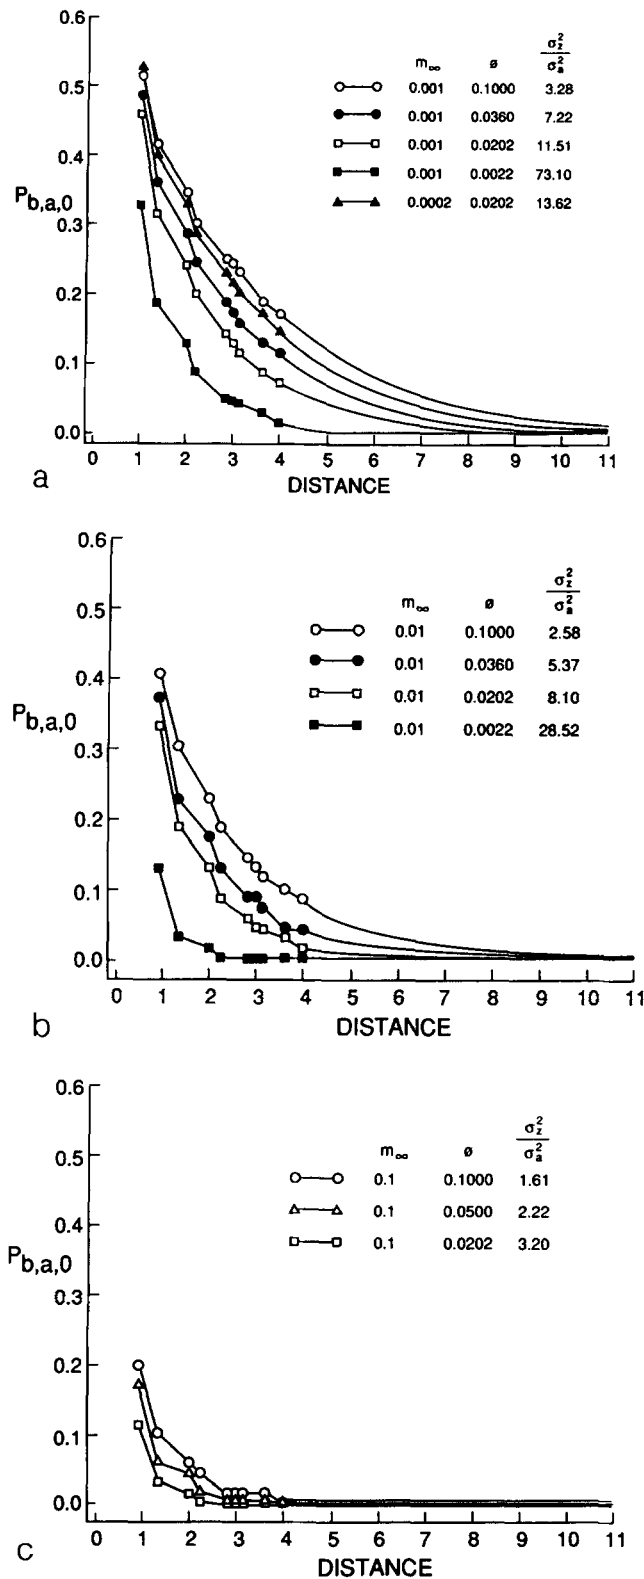 0.6
0.5
0.4
P_b,a,0
0.3
0.2
0.1
0.0
m_∞ ø σ_z^2 / σ_a^2
0.001 0.1000 3.28
0.001 0.0360 7.22
0.001 0.0202 11.51
0.001 0.0022 73.10
0.0002 0.0202 13.62
0 1 2 3 4 5 6 7 8 9 10 11
DISTANCE
a
0.6
0.5
0.4
P_b,a,0
0.3
0.2
0.1
0.0
m_∞ ø σ_z^2 / σ_a^2
0.01 0.1000 2.58
0.01 0.0360 5.37
0.01 0.0202 8.10
0.01 0.0022 28.52
0 1 2 3 4 5 6 7 8 9 10 11
DISTANCE
b
0.6
0.5
0.4
P_b,a,0
0.3
0.2
0.1
0.0
m_∞ ø σ_z^2 / σ_a^2
0.1 0.1000 1.61
0.1 0.0500 2.22
0.1 0.0202 3.20
0 1 2 3 4 5 6 7 8 9 10 11
DISTANCE
c